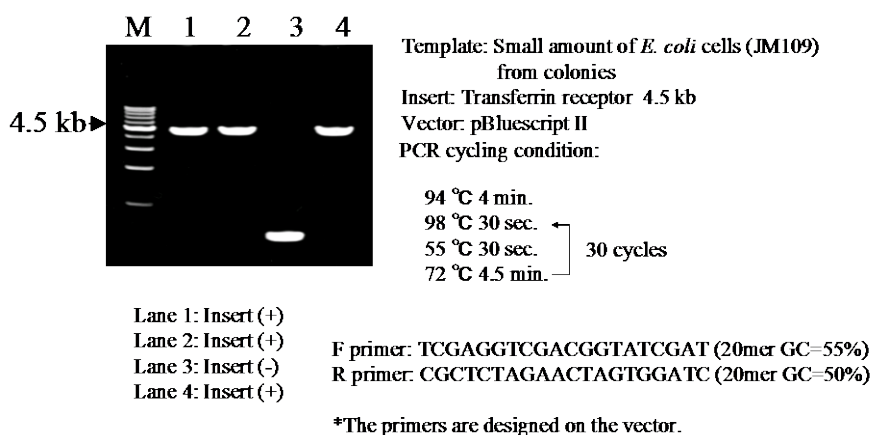 M 1 2 3 4
4.5 kb
Template: Small amount of E. coli cells (JM109)
from colonies
Insert: Transferrin receptor 4.5 kb
Vector: pBluescript II
PCR cycling condition:
94 ℃ 4 min.
98 ℃ 30 sec.
55 ℃ 30 sec.
72 ℃ 4.5 min.
30 cycles
Lane 1: Insert (+)
Lane 2: Insert (+)
Lane 3: Insert (-)
Lane 4: Insert (+)
F primer: TCGAGGTCGACGGTATCGAT (20mer GC=55%)
R primer: CGCTCTAGAACTAGTGGATC (20mer GC=50%)
*The primers are designed on the vector.